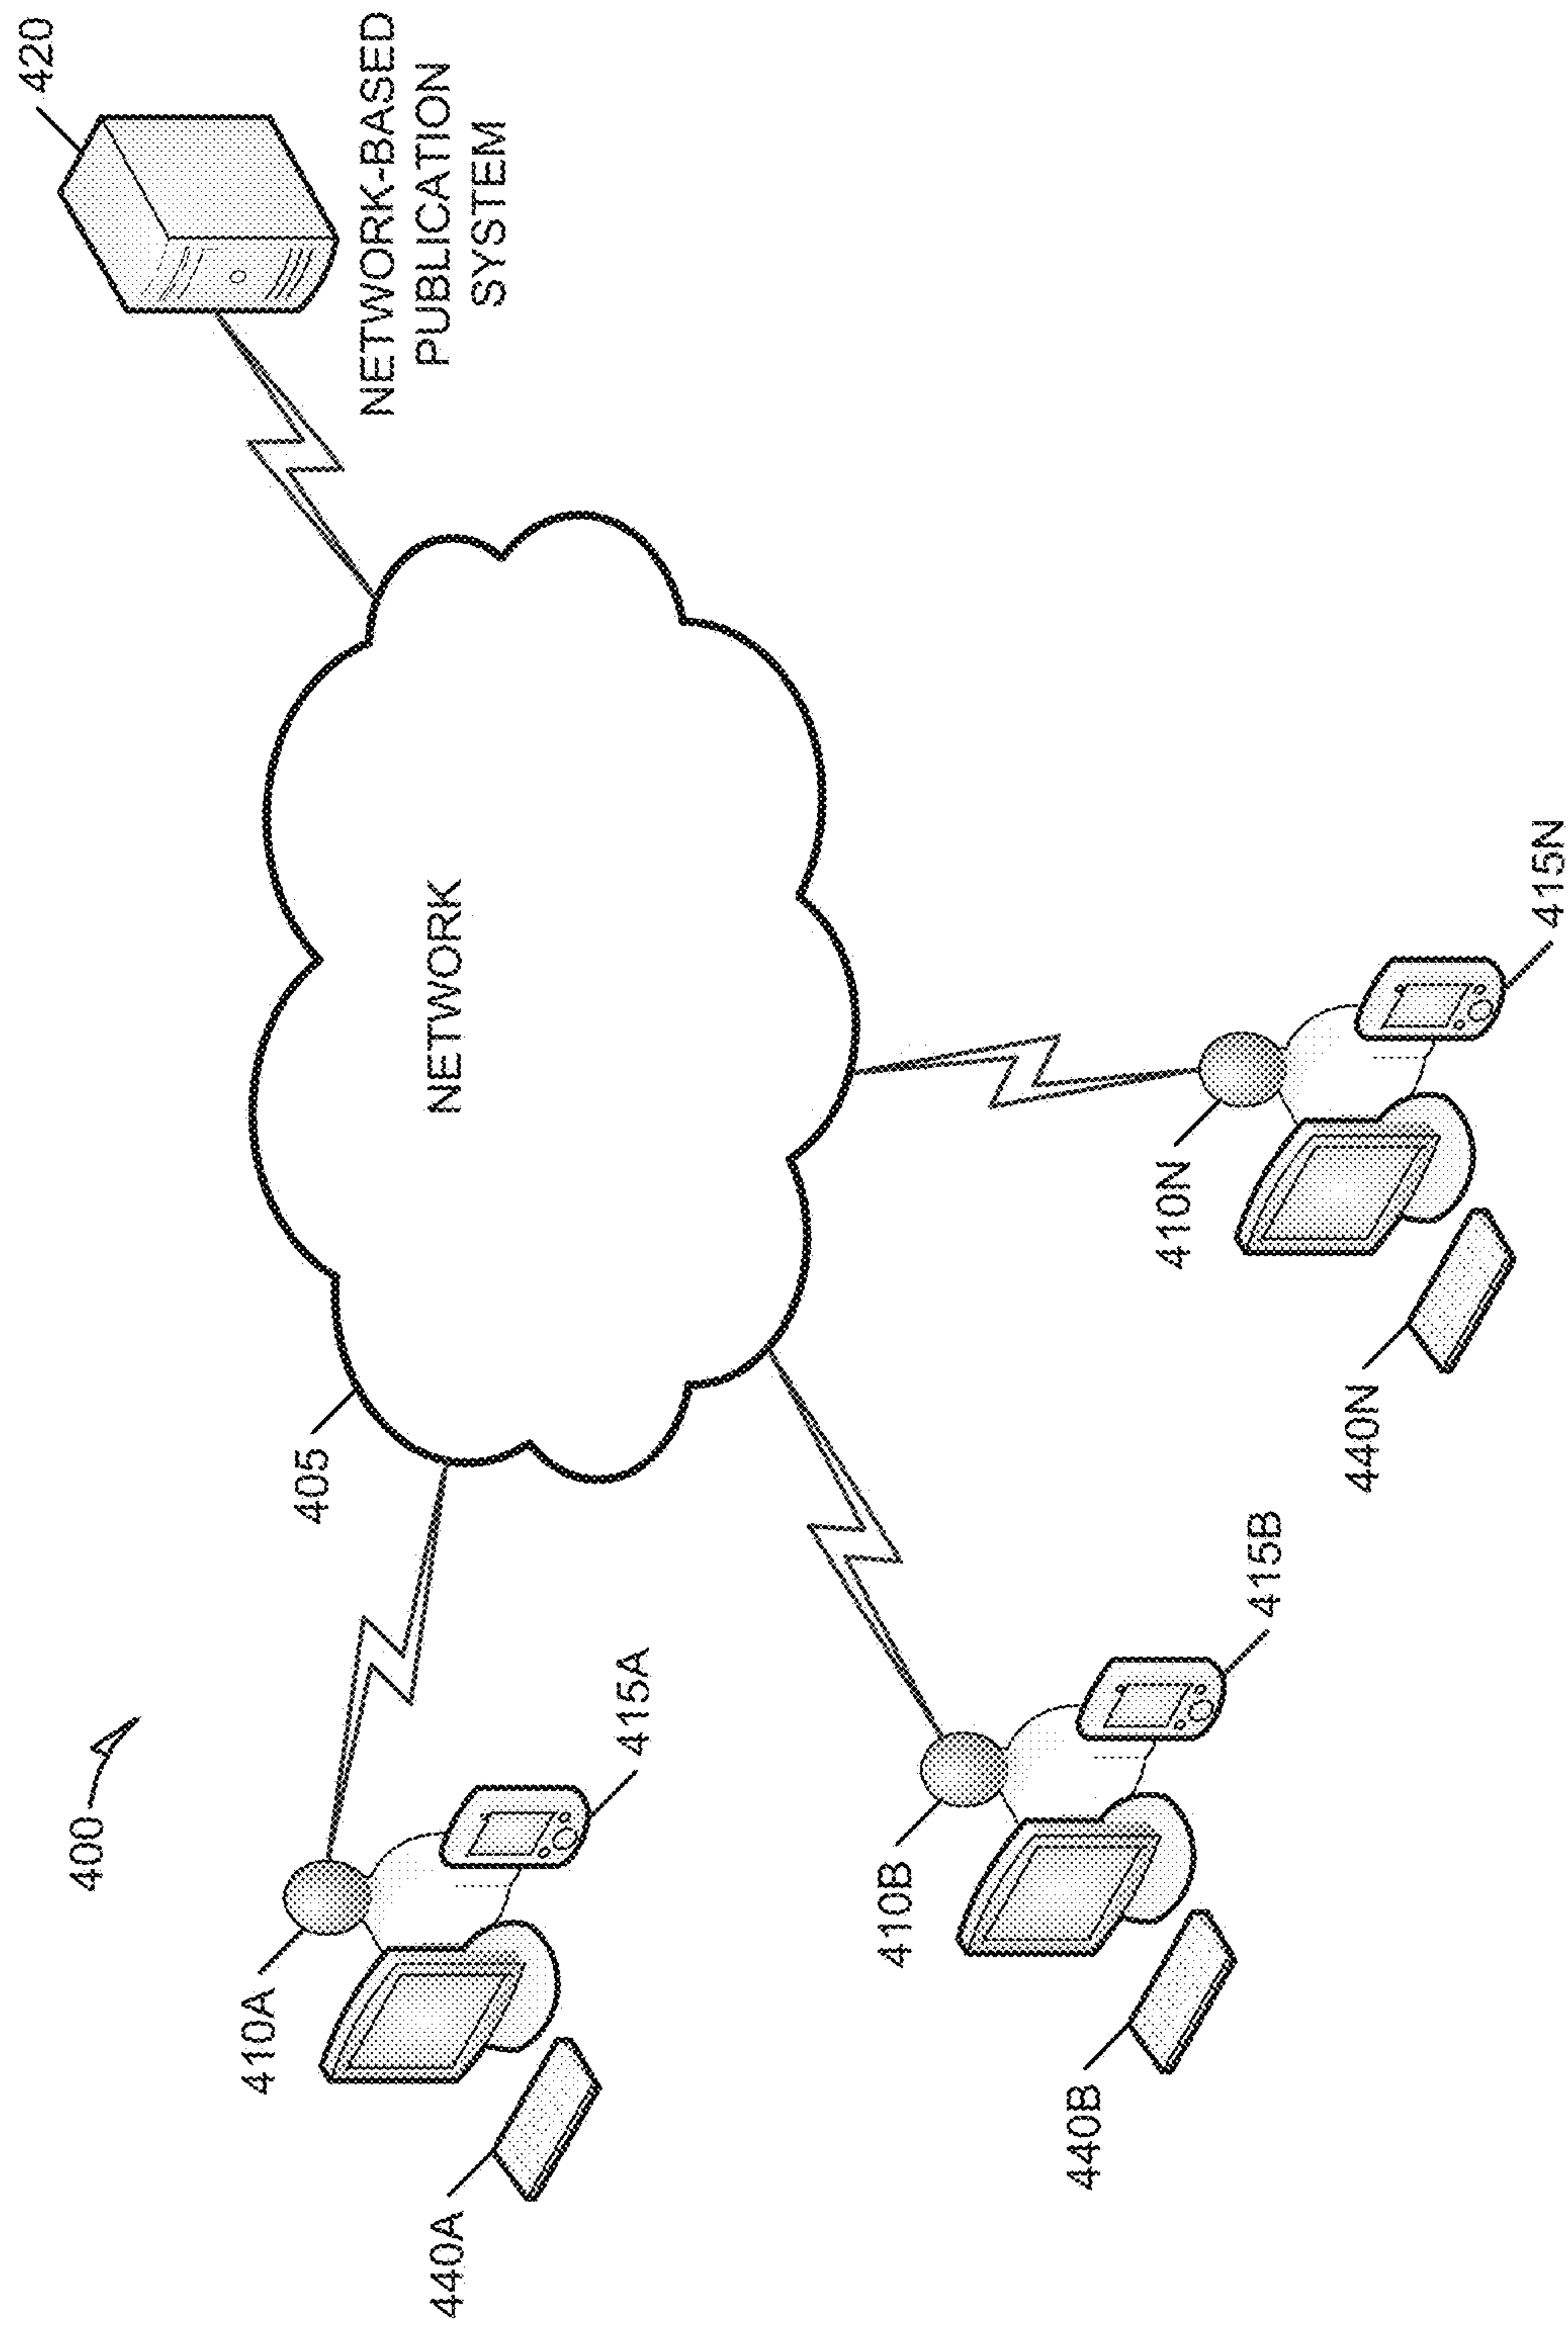 400
405
420
NETWORK
NETWORK-BASED
PUBLICATION
SYSTEM
410A
415A
440A
410B
415B
440B
410N
415N
440N